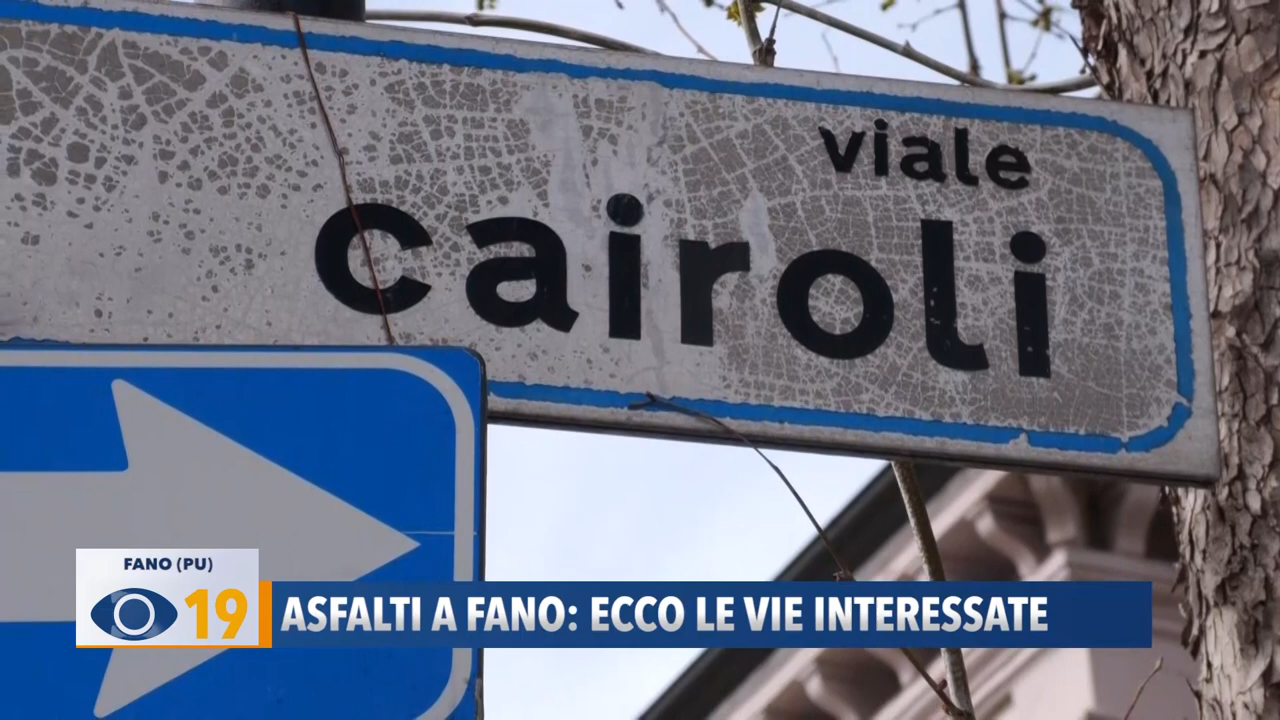 viale
cairoli
FANO (PU)
19
ASFALTI A FANO: ECCO LE VIE INTERESSATE